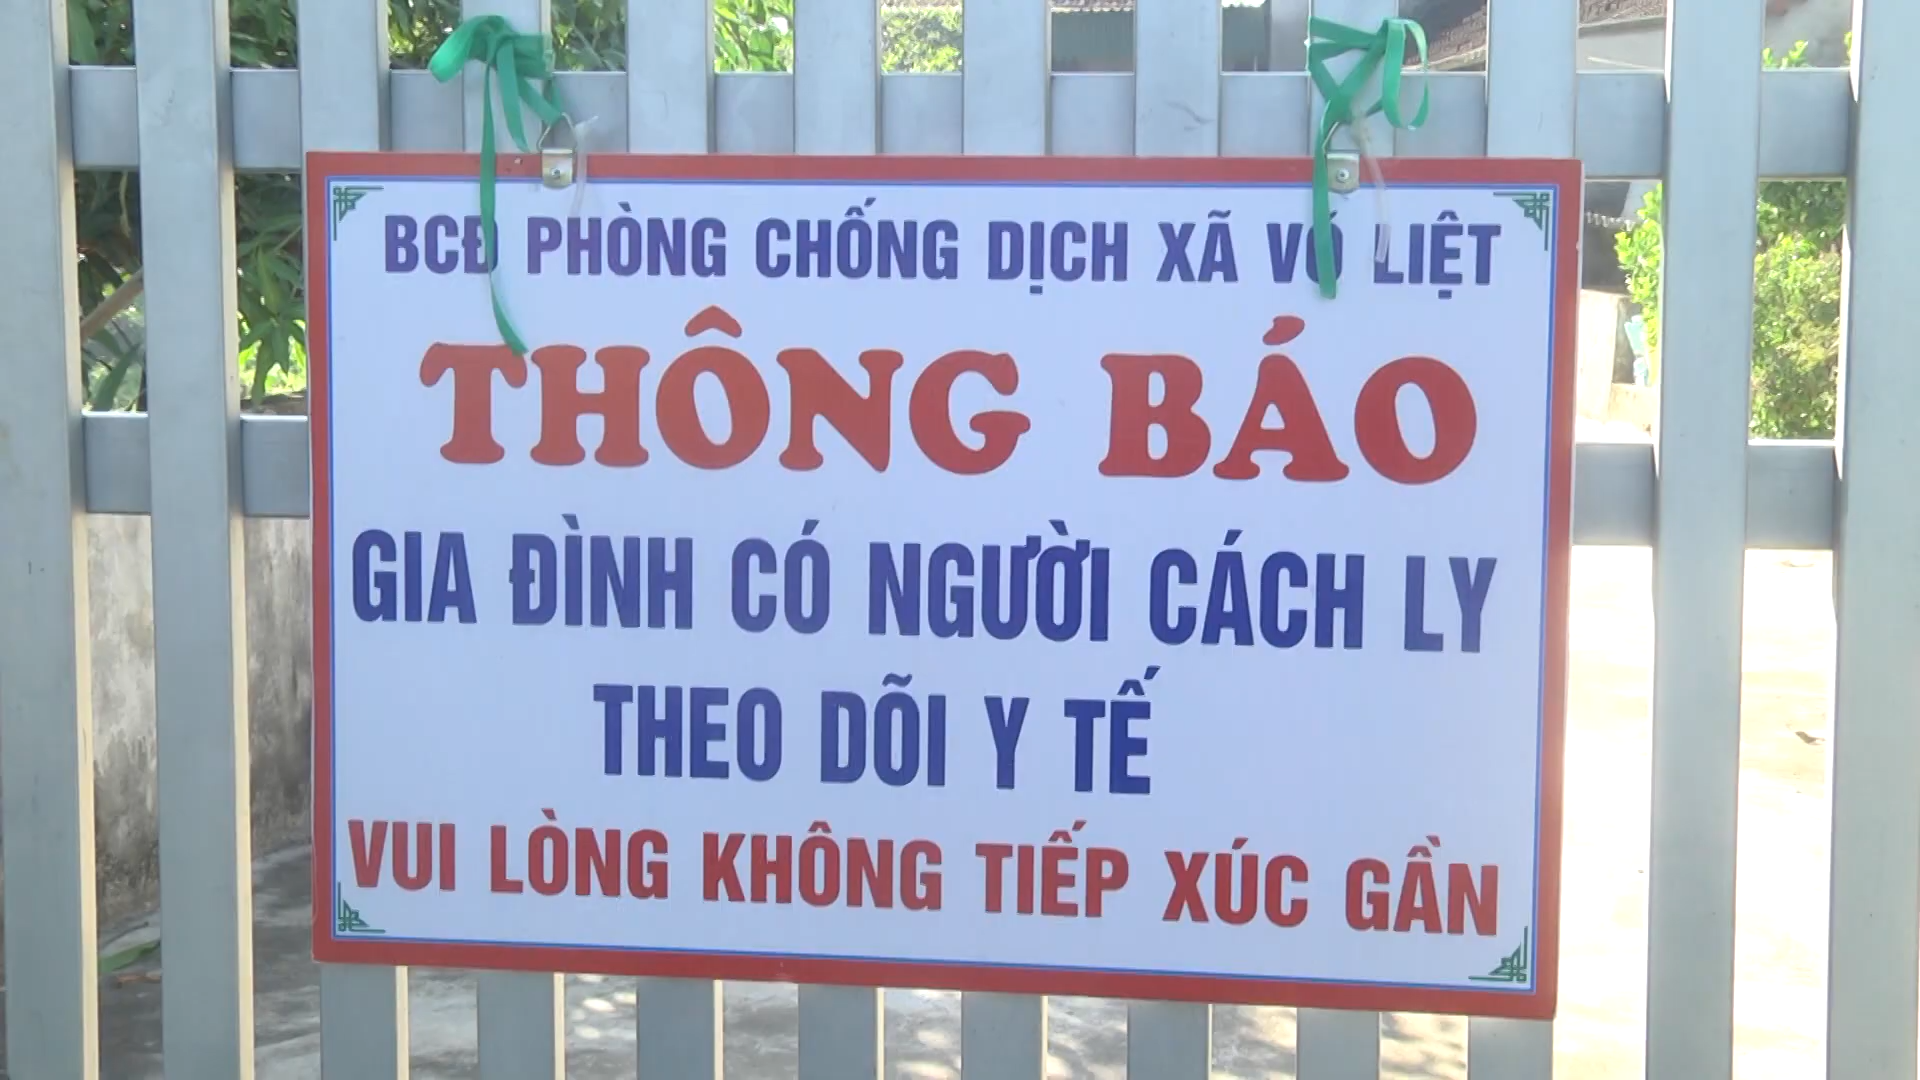 BCĐ PHÒNG CHỐNG DỊCH XÃ VÕ LIỆT
THÔNG BÁO
GIA ĐÌNH CÓ NGƯỜI CÁCH LY
THEO DÕI Y TẾ
VUI LÒNG KHÔNG TIẾP XÚC GẦN